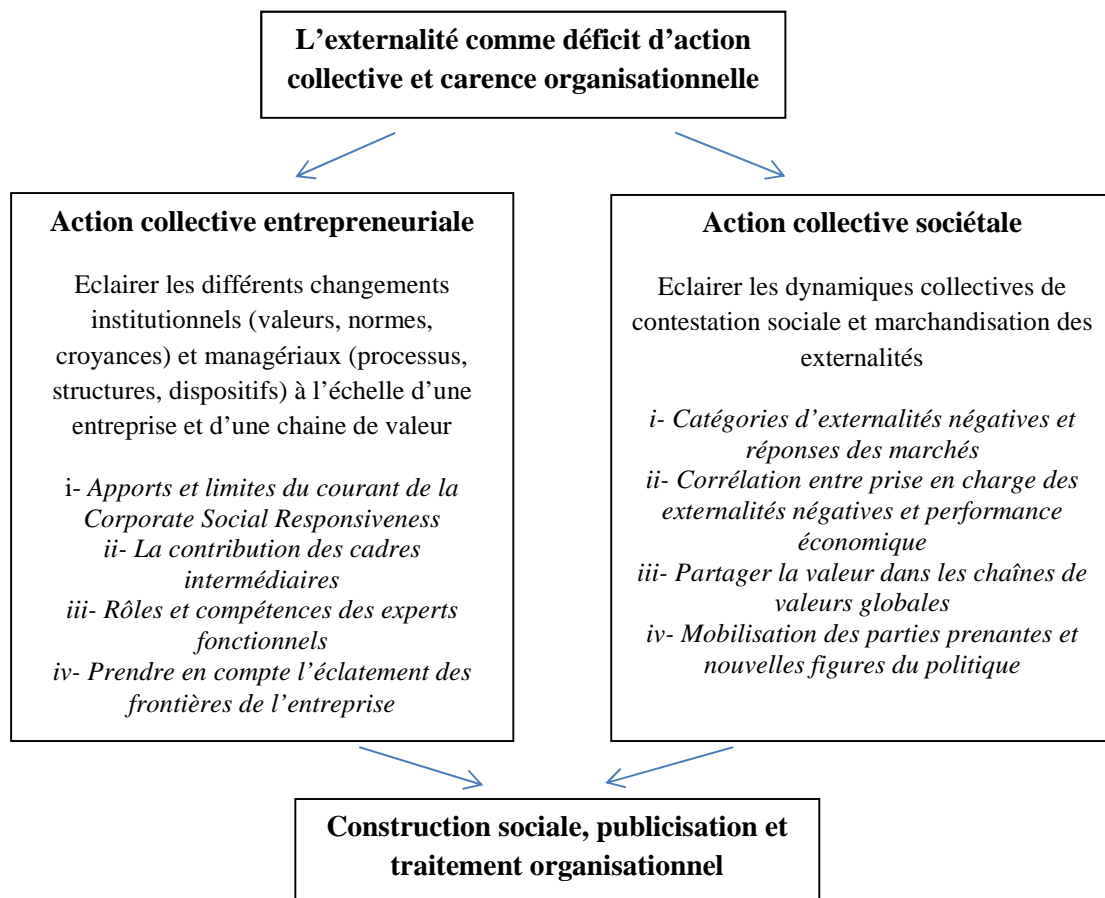 L’externalité comme déficit d’action
collective et carence organisationnelle
Action collective entrepreneuriale
Eclairer les différents changements
institutionnels (valeurs, normes,
croyances) et managériaux (processus,
structures, dispositifs) à l’échelle d’une
entreprise et d’une chaine de valeur
i- Apports et limites du courant de la
Corporate Social Responsiveness
ii- La contribution des cadres
intermédiaires
iii- Rôles et compétences des experts
fonctionnels
iv- Prendre en compte l’éclatement des
frontières de l’entreprise
Action collective sociétale
Eclairer les dynamiques collectives de
contestation sociale et marchandisation des
externalités
i- Catégories d’externalités négatives et
réponses des marchés
ii- Corrélation entre prise en charge des
externalités négatives et performance
économique
iii- Partager la valeur dans les chaînes de
valeurs globales
iv- Mobilisation des parties prenantes et
nouvelles figures du politique
Construction sociale, publicisation et
traitement organisationnel